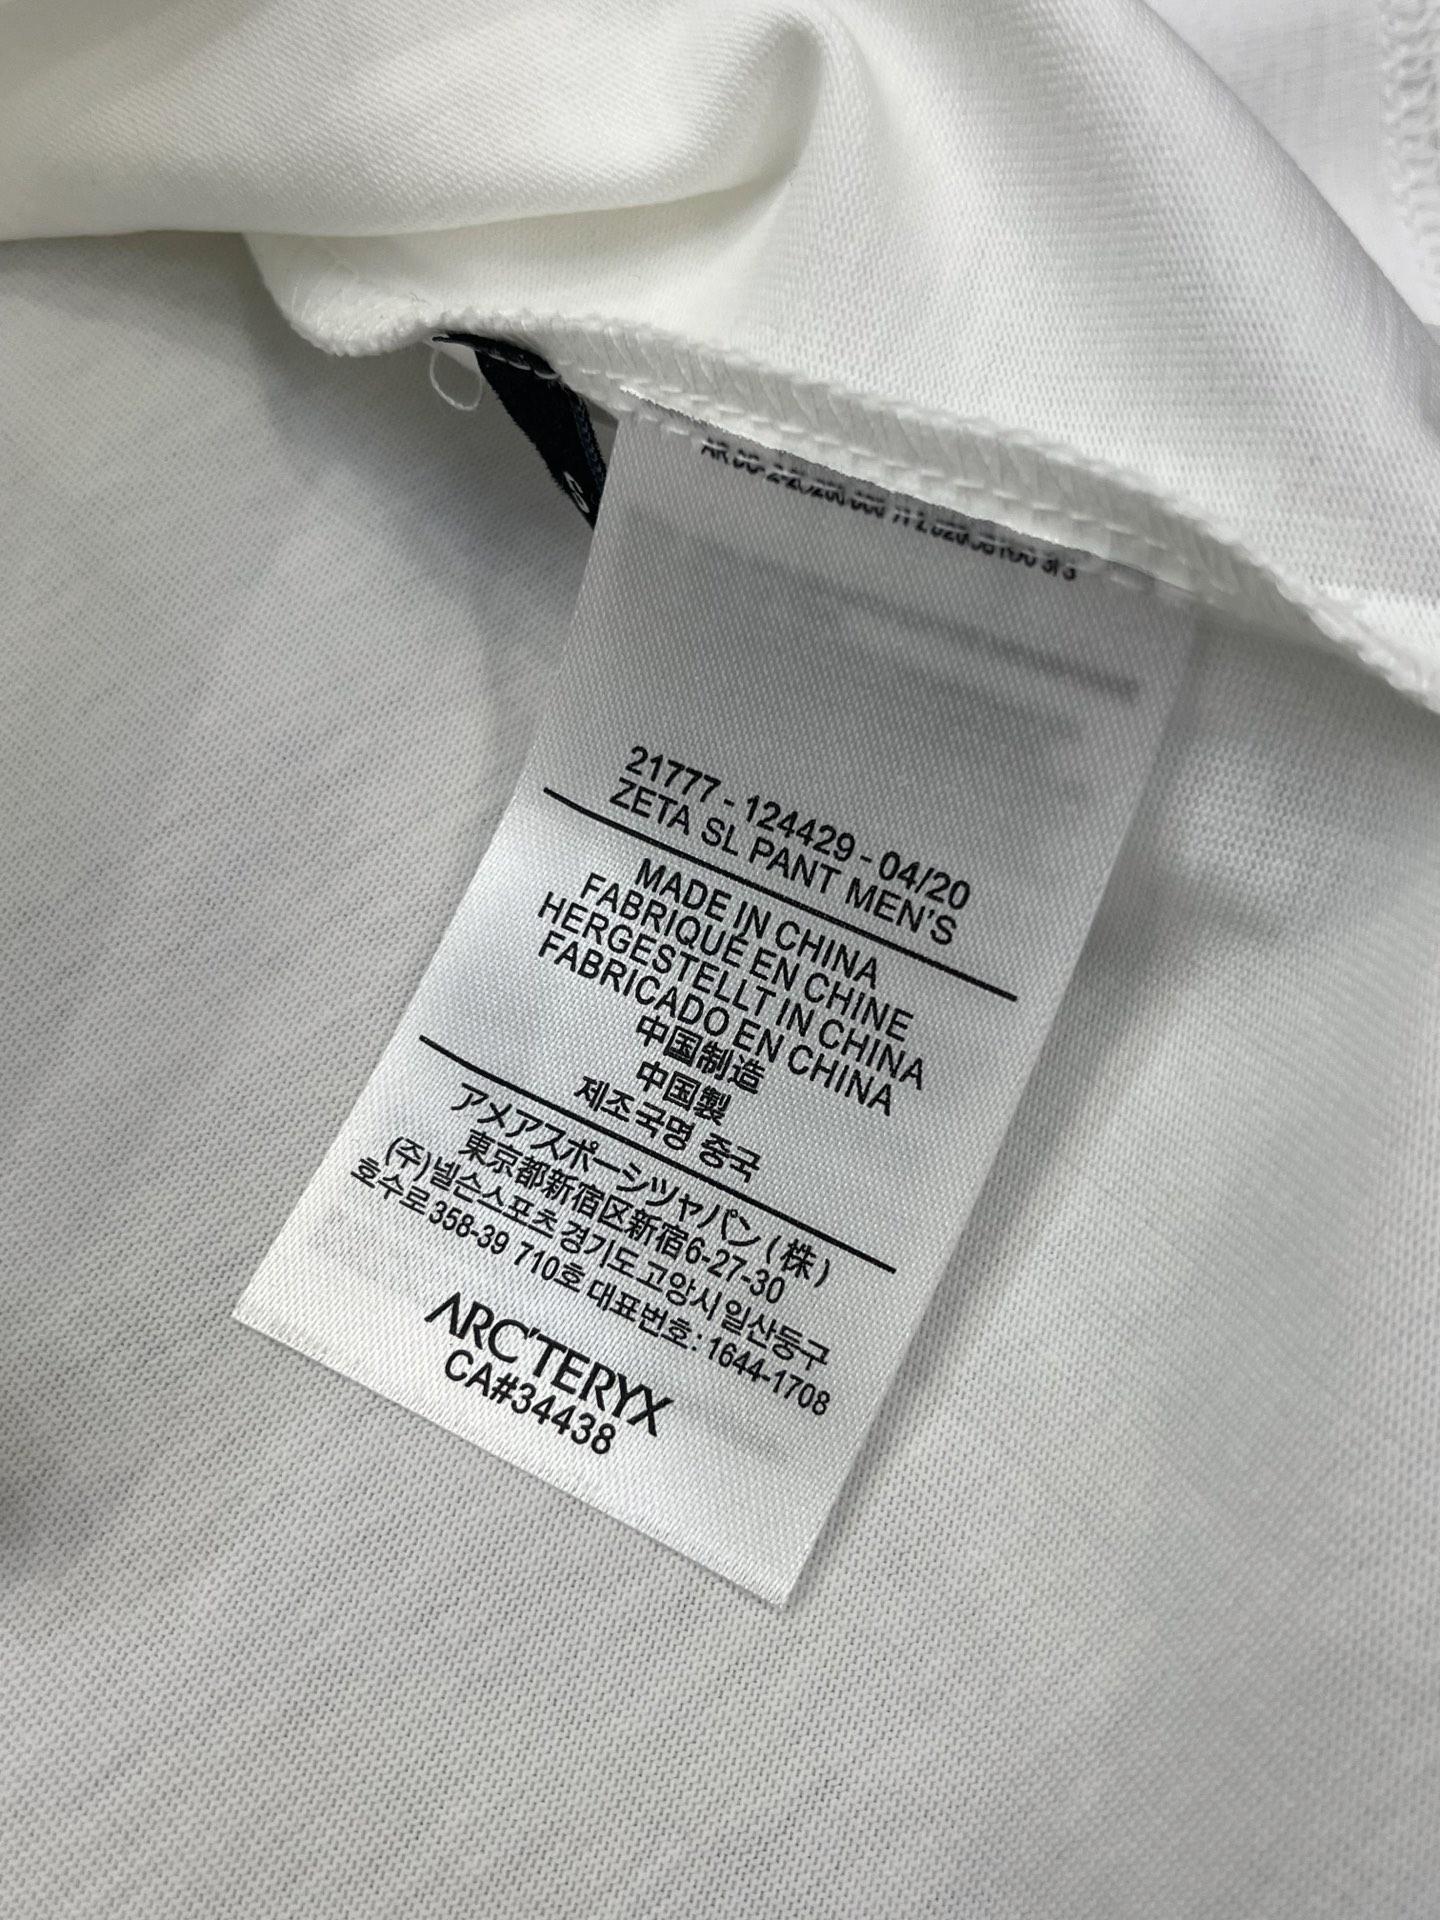 21777 - 124429 - 04/20
ZETA SL PANT MEN'S
MADE IN CHINA
FABRIQUÉ EN CHINE
HERGESTELLT IN CHINA
FABRICADO EN CHINA
中国制造
中国製
제조국명 중국
アメアスポーツジャパン (株)
東京都新宿区新宿6-27-30
(주)넬슨스포츠 경기도고양시 일산동구
호수로 358-39 710호 대표번호: 1644-1708
ARC'TERYX
CA#34438